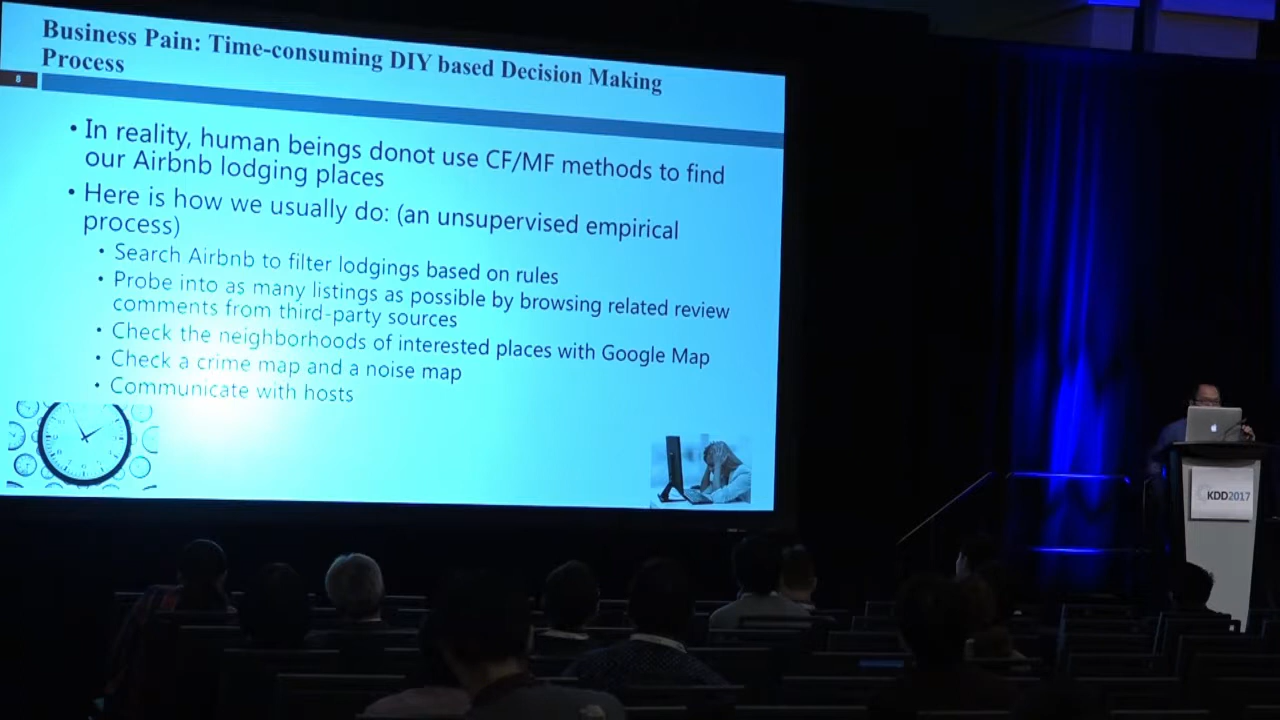 Business Pain: Time-consuming DIY based Decision Making
Process
8
• In reality, human beings donot use CF/MF methods to find
our Airbnb lodging places
• Here is how we usually do: (an unsupervised empirical
process)
• Search Airbnb to filter lodgings based on rules
• Probe into as many listings as possible by browsing related review
comments from third-party sources
• Check the neighborhoods of interested places with Google Map
• Check a crime map and a noise map
• Communicate with hosts
KDD2017